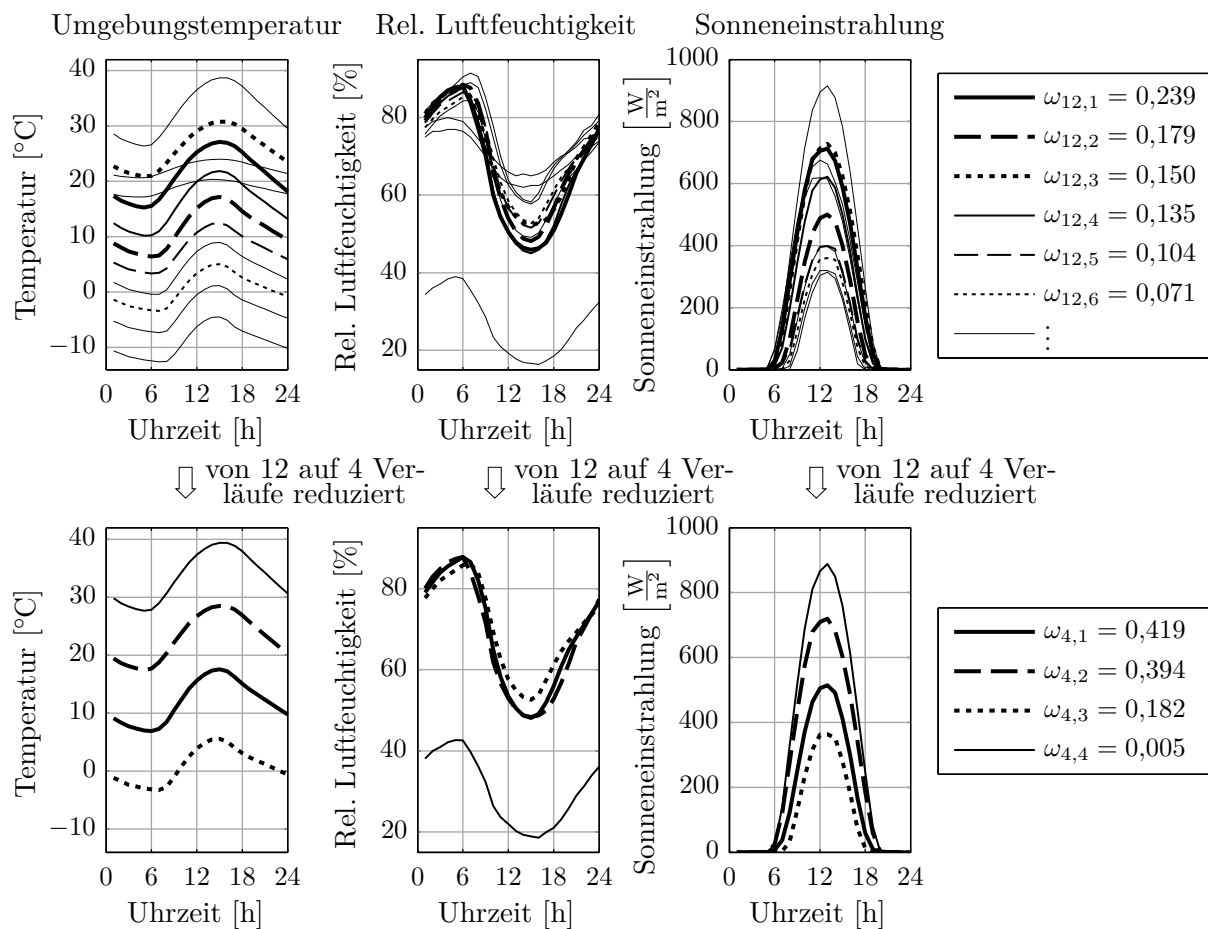 Umgebungstemperatur
Rel. Luftfeuchtigkeit
Sonneneinstrahlung
Temperatur [°C]
40
30
20
10
0
−10
0 6 12 18 24
Uhrzeit [h]
Rel. Luftfeuchtigkeit [%]
80
60
40
20
0 6 12 18 24
Uhrzeit [h]
Sonneneinstrahlung [W/m²]
1000
800
600
400
200
0
0 6 12 18 24
Uhrzeit [h]
ω12,1 = 0,239
ω12,2 = 0,179
ω12,3 = 0,150
ω12,4 = 0,135
ω12,5 = 0,104
ω12,6 = 0,071
⋮
von 12 auf 4 Ver-
läufe reduziert
von 12 auf 4 Ver-
läufe reduziert
von 12 auf 4 Ver-
läufe reduziert
Temperatur [°C]
40
30
20
10
0
−10
0 6 12 18 24
Uhrzeit [h]
Rel. Luftfeuchtigkeit [%]
80
60
40
20
0 6 12 18 24
Uhrzeit [h]
Sonneneinstrahlung [W/m²]
1000
800
600
400
200
0
0 6 12 18 24
Uhrzeit [h]
ω4,1 = 0,419
ω4,2 = 0,394
ω4,3 = 0,182
ω4,4 = 0,005